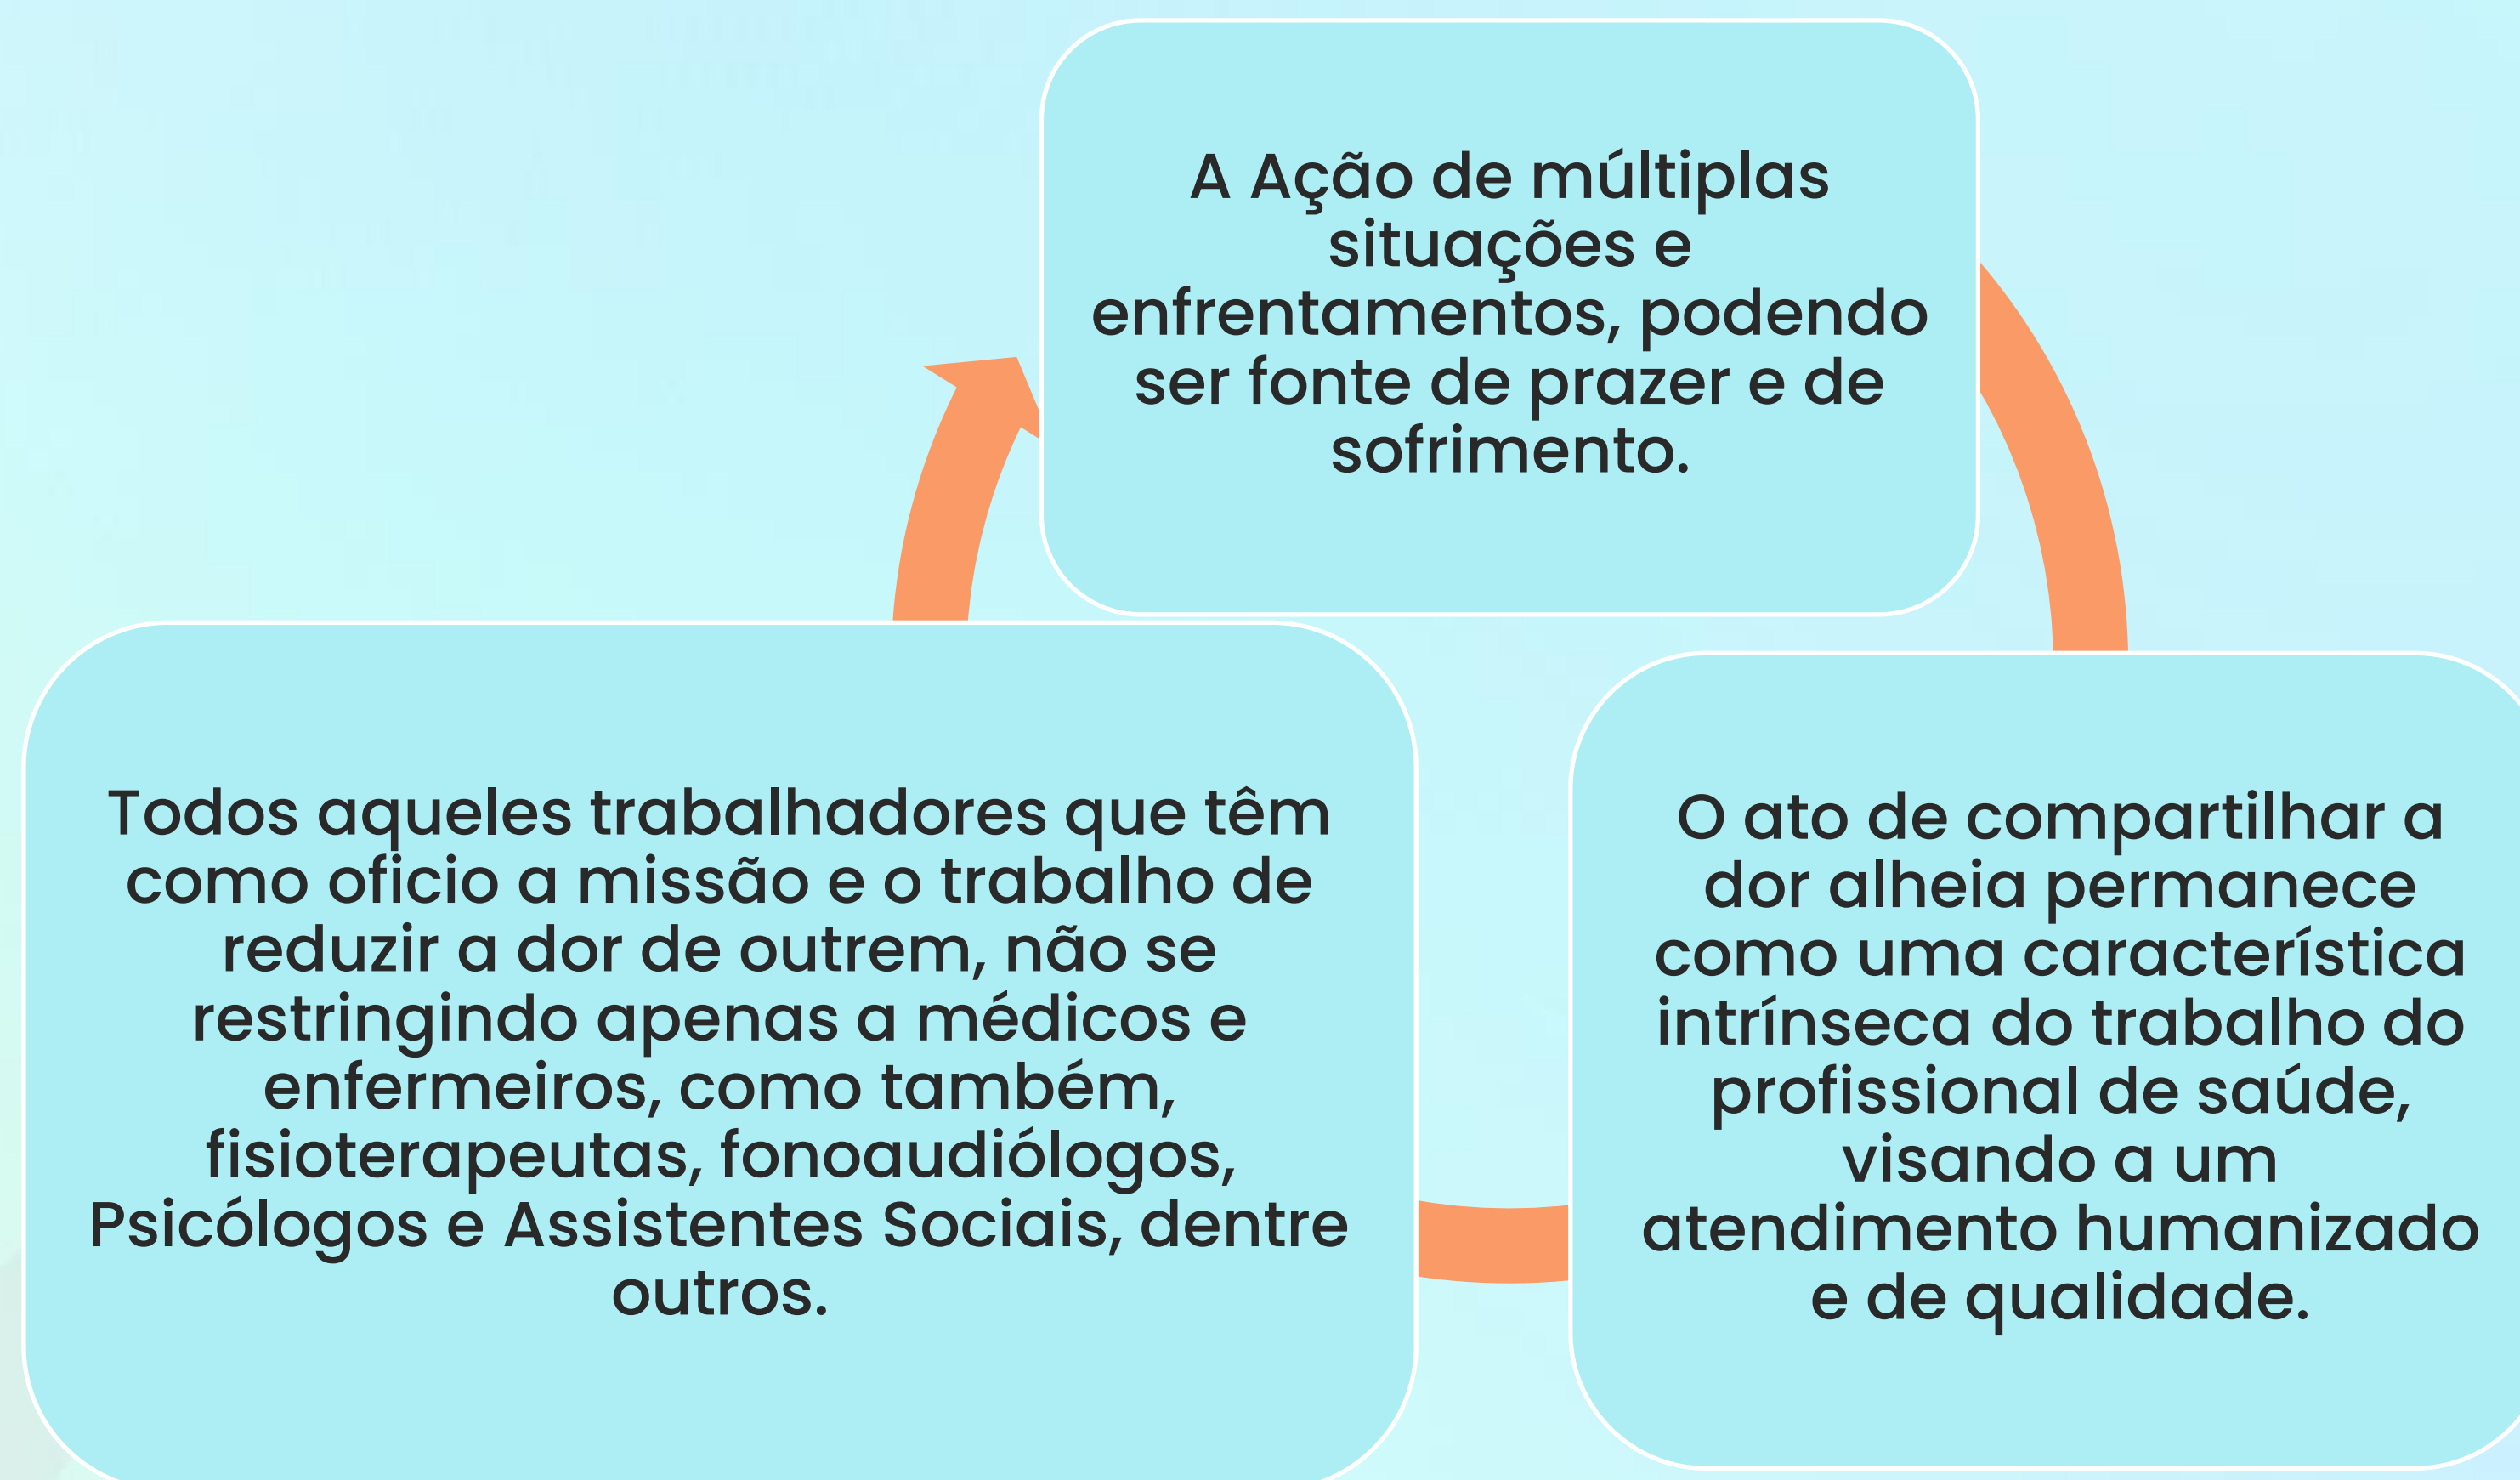 A Ação de múltiplas
situações e
enfrentamentos, podendo
ser fonte de prazer e de
sofrimento.
Todos aqueles trabalhadores que têm
como oficio a missão e o trabalho de
reduzir a dor de outrem, não se
restringindo apenas a médicos e
enfermeiros, como também,
fisioterapeutas, fonoaudiólogos,
Psicólogos e Assistentes Sociais, dentre
outros.
O ato de compartilhar a
dor alheia permanece
como uma característica
intrínseca do trabalho do
profissional de saúde,
visando a um
atendimento humanizado
e de qualidade.